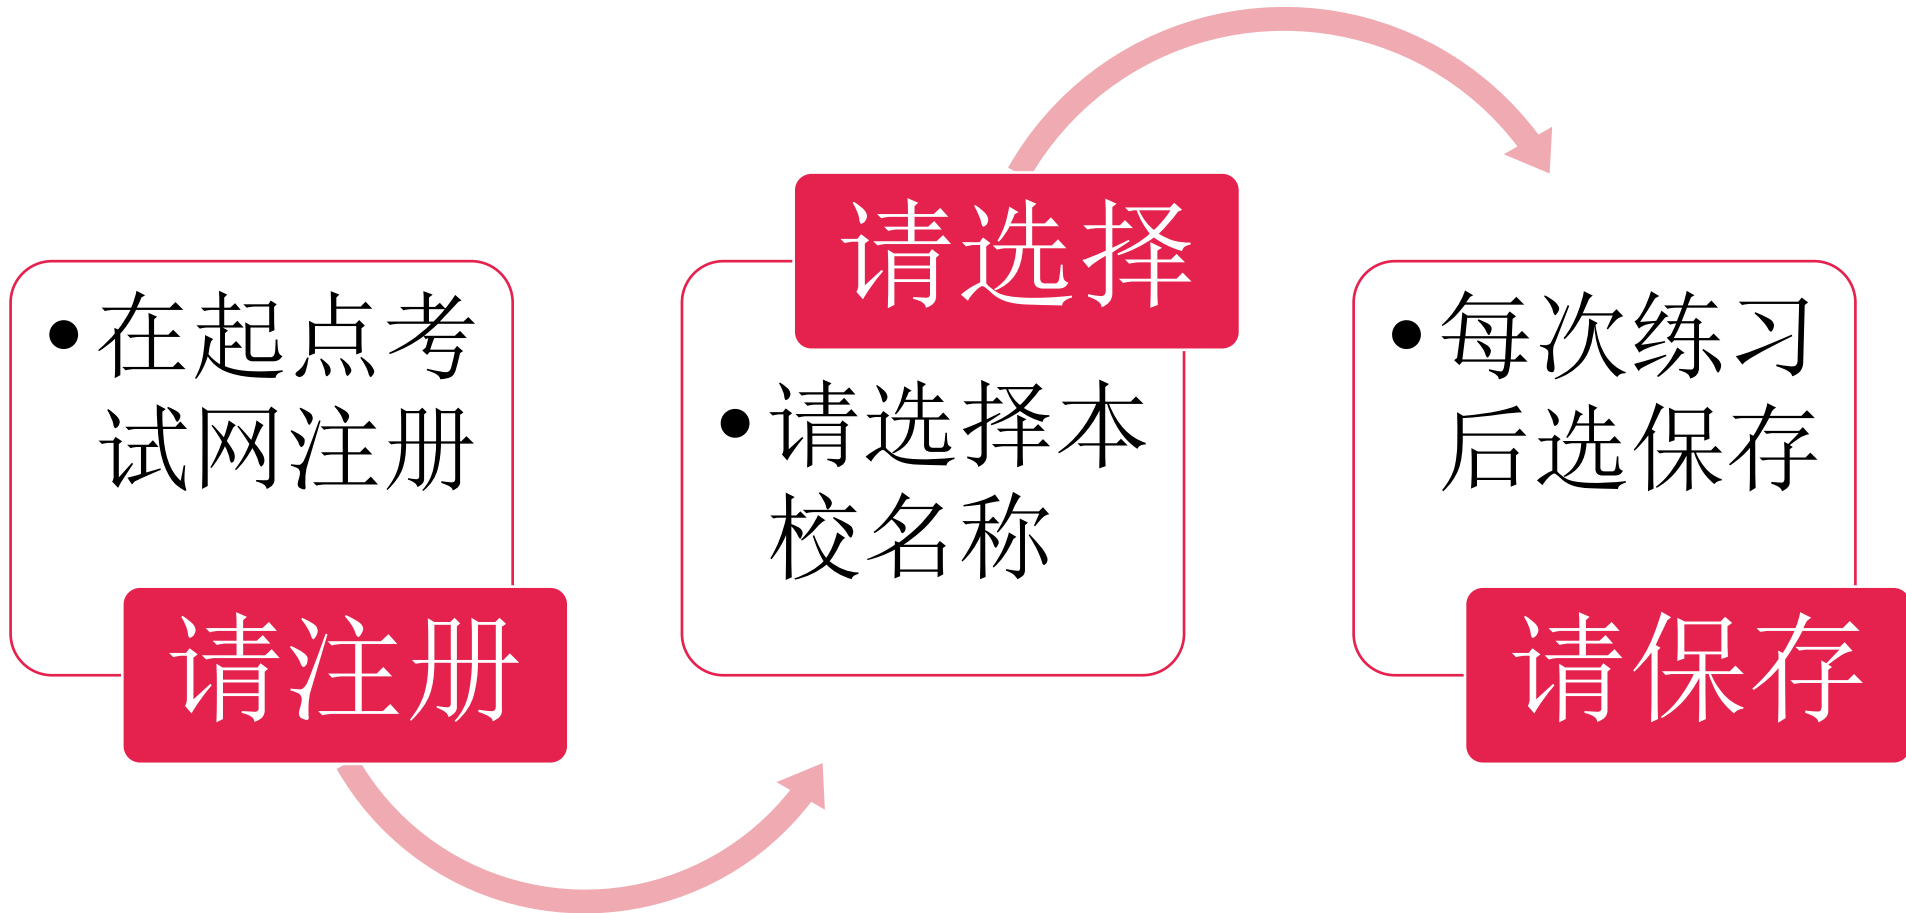 在起点考
试网注册
请注册
请选择
请选择本
校名称
每次练习
后选保存
请保存